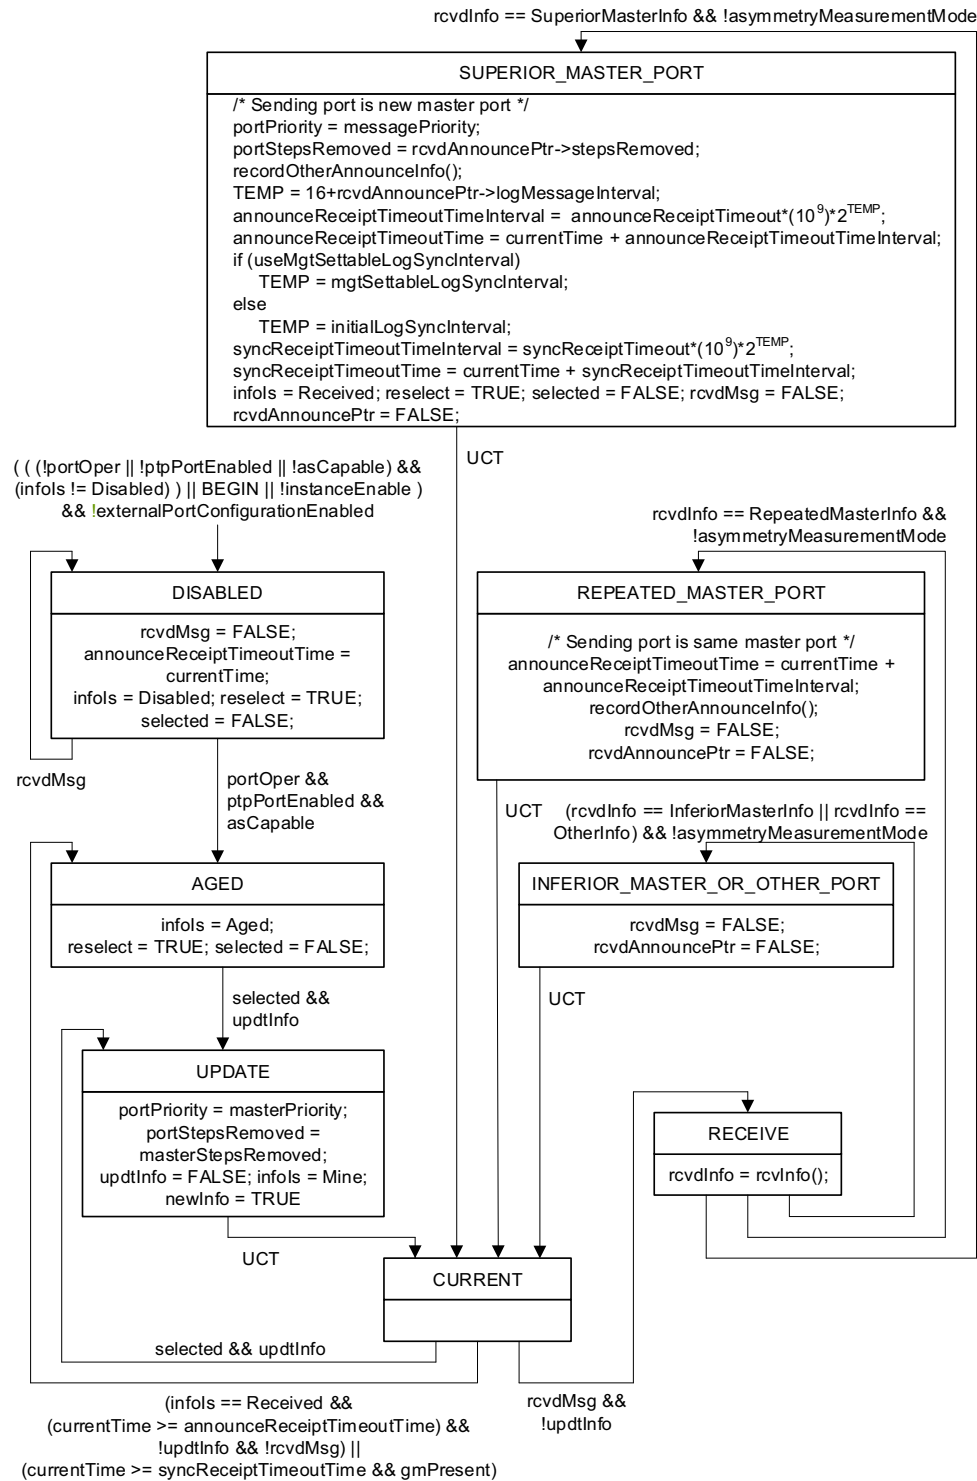 rcvdInfo == SuperiorMasterInfo && !asymmetryMeasurementMode
SUPERIOR_MASTER_PORT
/* Sending port is new master port */
portPriority = messagePriority;
portStepsRemoved = rcvdAnnouncePtr->stepsRemoved;
recordOtherAnnounceInfo();
TEMP = 16+rcvdAnnouncePtr->logMessageInterval;
announceReceiptTimeoutTimeInterval = announceReceiptTimeout*(10^9)*2^TEMP;
announceReceiptTimeoutTime = currentTime + announceReceiptTimeoutTimeInterval;
if (useMgtSettableLogSyncInterval)
TEMP = mgtSettableLogSyncInterval;
else
TEMP = initialLogSyncInterval;
syncReceiptTimeoutTimeInterval = syncReceiptTimeout*(10^9)*2^TEMP;
syncReceiptTimeoutTime = currentTime + syncReceiptTimeoutTimeInterval;
infoIs = Received; reselect = TRUE; selected = FALSE; rcvdMsg = FALSE;
rcvdAnnouncePtr = FALSE;
UCT
( ( (!portOper || !ptpPortEnabled || !asCapable) &&
(infoIs != Disabled) ) || BEGIN || !instanceEnable )
&& !externalPortConfigurationEnabled
DISABLED
rcvdMsg = FALSE;
announceReceiptTimeoutTime =
currentTime;
infoIs = Disabled; reselect = TRUE;
selected = FALSE;
rcvdMsg
portOper &&
ptpPortEnabled &&
asCapable
rcvdInfo == RepeatedMasterInfo &&
!asymmetryMeasurementMode
REPEATED_MASTER_PORT
/* Sending port is same master port */
announceReceiptTimeoutTime = currentTime +
announceReceiptTimeoutTimeInterval;
recordOtherAnnounceInfo();
rcvdMsg = FALSE;
rcvdAnnouncePtr = FALSE;
UCT
(rcvdInfo == InferiorMasterInfo || rcvdInfo ==
OtherInfo) && !asymmetryMeasurementMode
AGED
infoIs = Aged;
reselect = TRUE; selected = FALSE;
INFERIOR_MASTER_OR_OTHER_PORT
rcvdMsg = FALSE;
rcvdAnnouncePtr = FALSE;
UCT
selected &&
updtInfo
UPDATE
portPriority = masterPriority;
portStepsRemoved =
masterStepsRemoved;
updtInfo = FALSE; infoIs = Mine;
newInfo = TRUE
UCT
RECEIVE
rcvdInfo = rcvInfo();
CURRENT
selected && updtInfo
rcvdMsg &&
!updtInfo
(infoIs == Received &&
(currentTime >= announceReceiptTimeoutTime) &&
!updtInfo && !rcvdMsg) ||
(currentTime >= syncReceiptTimeoutTime && gmPresent)